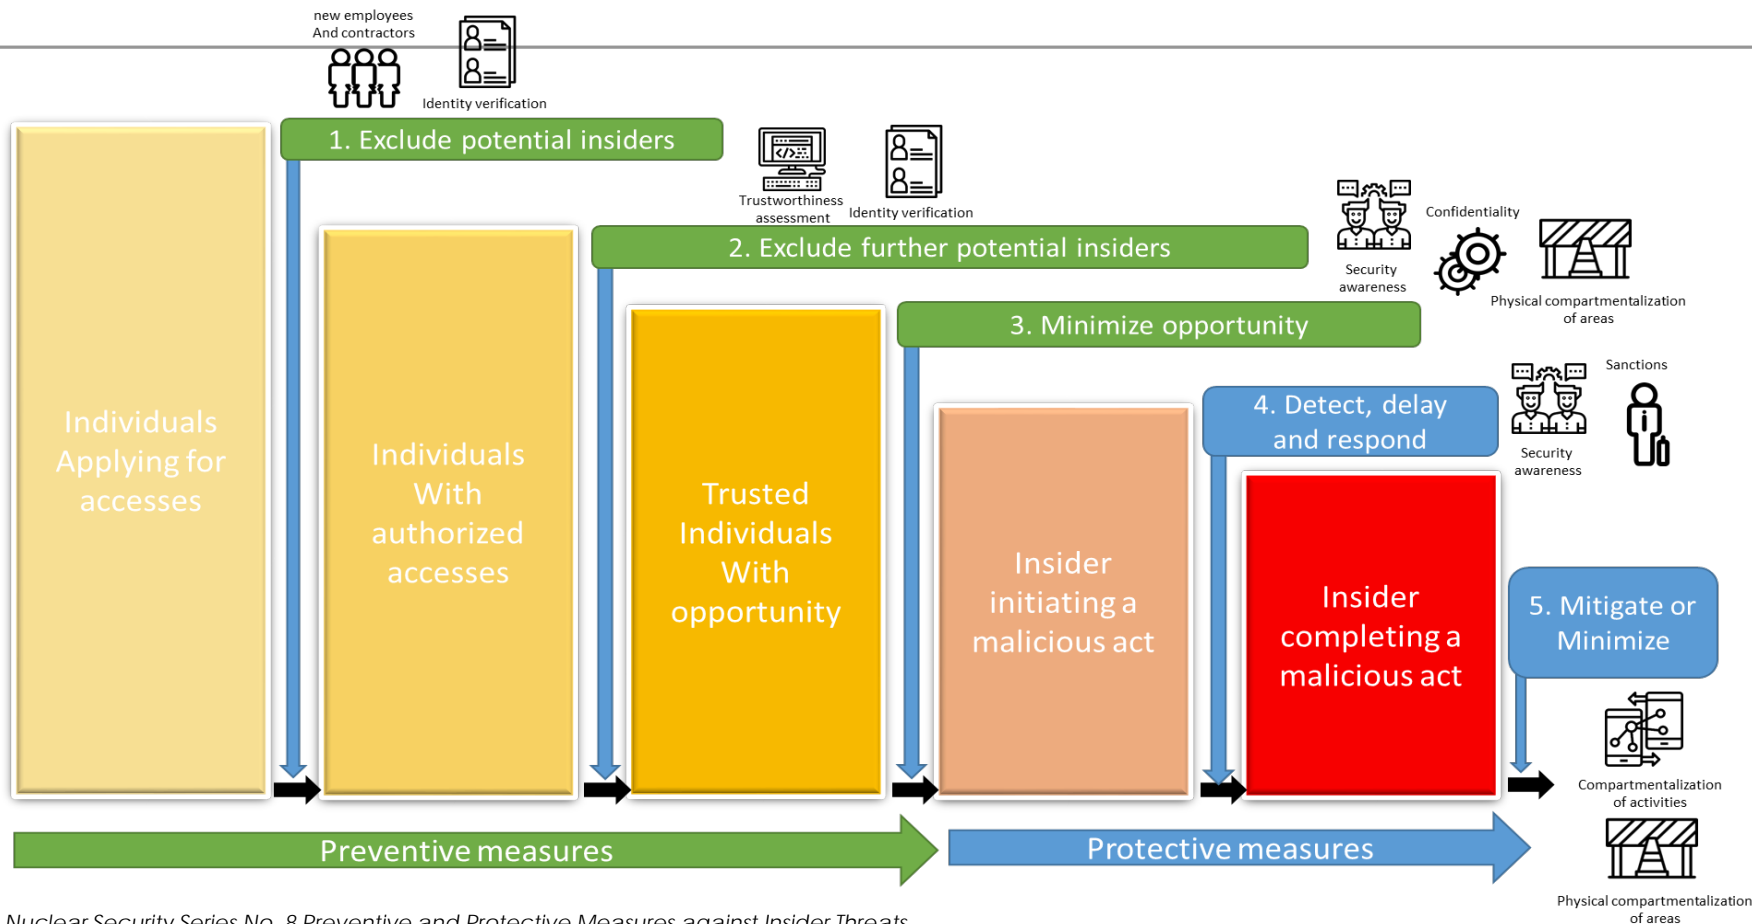 new employees
And contractors
Identity verification
1. Exclude potential insiders
Trustworthiness
assessment
Identity verification
2. Exclude further potential insiders
Security
awareness
Confidentiality
Physical compartmentalization
of areas
3. Minimize opportunity
4. Detect, delay
and respond
Security
awareness
Sanctions
5. Mitigate or
Minimize
Compartmentalization
of activities
Physical compartmentalization
of areas
Individuals
Applying for
accesses
Individuals
With
authorized
accesses
Trusted
Individuals
With
opportunity
Insider
initiating a
malicious act
Insider
completing a
malicious act
Preventive measures
Protective measures
Nuclear Security Series No. 8 Preventive and Protective Measures against Insider Threats